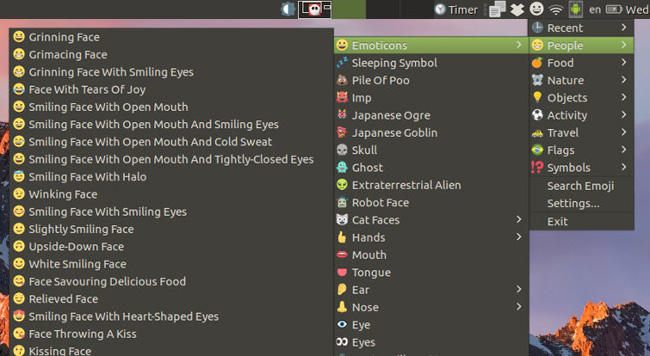 Timer
en
Wed
Grinning Face
Grimacing Face
Grinning Face With Smiling Eyes
Face With Tears Of Joy
Smiling Face With Open Mouth
Smiling Face With Open Mouth And Smiling Eyes
Smiling Face With Open Mouth And Cold Sweat
Smiling Face With Open Mouth And Tightly-Closed Eyes
Smiling Face With Halo
Winking Face
Smiling Face With Smiling Eyes
Slightly Smiling Face
Upside-Down Face
White Smiling Face
Face Savouring Delicious Food
Relieved Face
Smiling Face With Heart-Shaped Eyes
Face Throwing A Kiss
Kissing Face
Emoticons
Sleeping Symbol
Pile Of Poo
Imp
Japanese Ogre
Japanese Goblin
Skull
Ghost
Extraterrestrial Alien
Robot Face
Cat Faces
Hands
Mouth
Tongue
Ear
Nose
Eye
Eyes
Recent
People
Food
Nature
Objects
Activity
Travel
Flags
Symbols
Search Emoji
Settings...
Exit